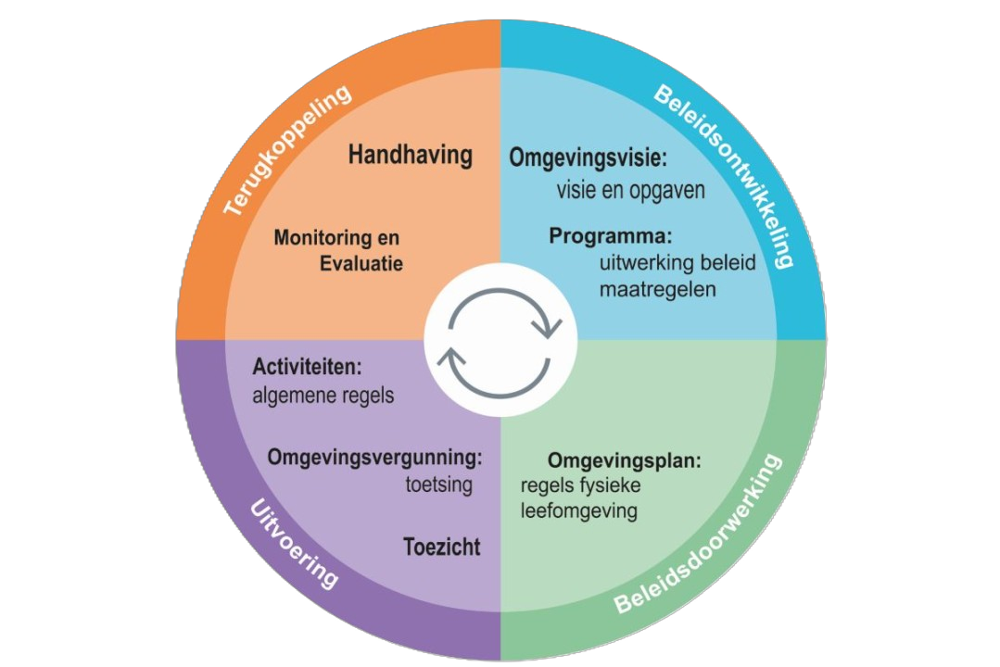 Terugkoppeling
Handhaving
Monitoring en
Evaluatie
Beleidsontwikkeling
Omgevingsvisie:
visie en opgaven
Programma:
uitwerking beleid
maatregelen
Beleidsdoorwerking
Omgevingsplan:
regels fysieke
leefomgeving
Uitvoering
Activiteiten:
algemene regels
Omgevingsvergunning:
toetsing
Toezicht